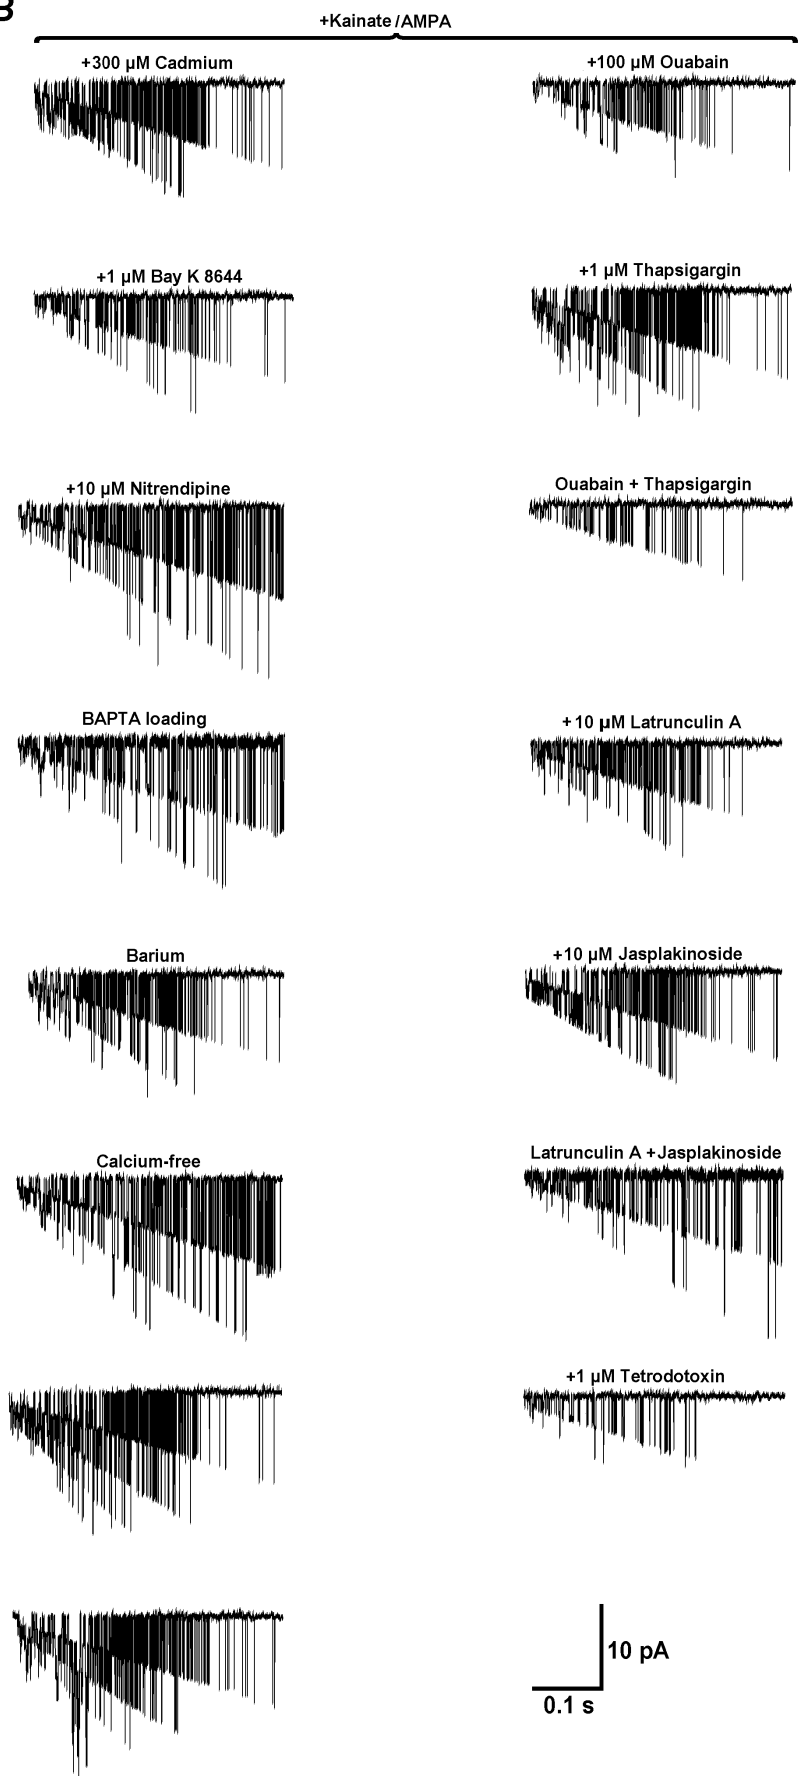 B
+Kainate/AMPA
+300 µM Cadmium
+100 µM Ouabain
+1 µM Bay K 8644
+1 µM Thapsigargin
+10 µM Nitrendipine
Ouabain + Thapsigargin
BAPTA loading
+10 µM Latrunculin A
Barium
+10 µM Jasplakinoside
Calcium-free
Latrunculin A +Jasplakinoside
+1 µM Tetrodotoxin
10 pA
0.1 s